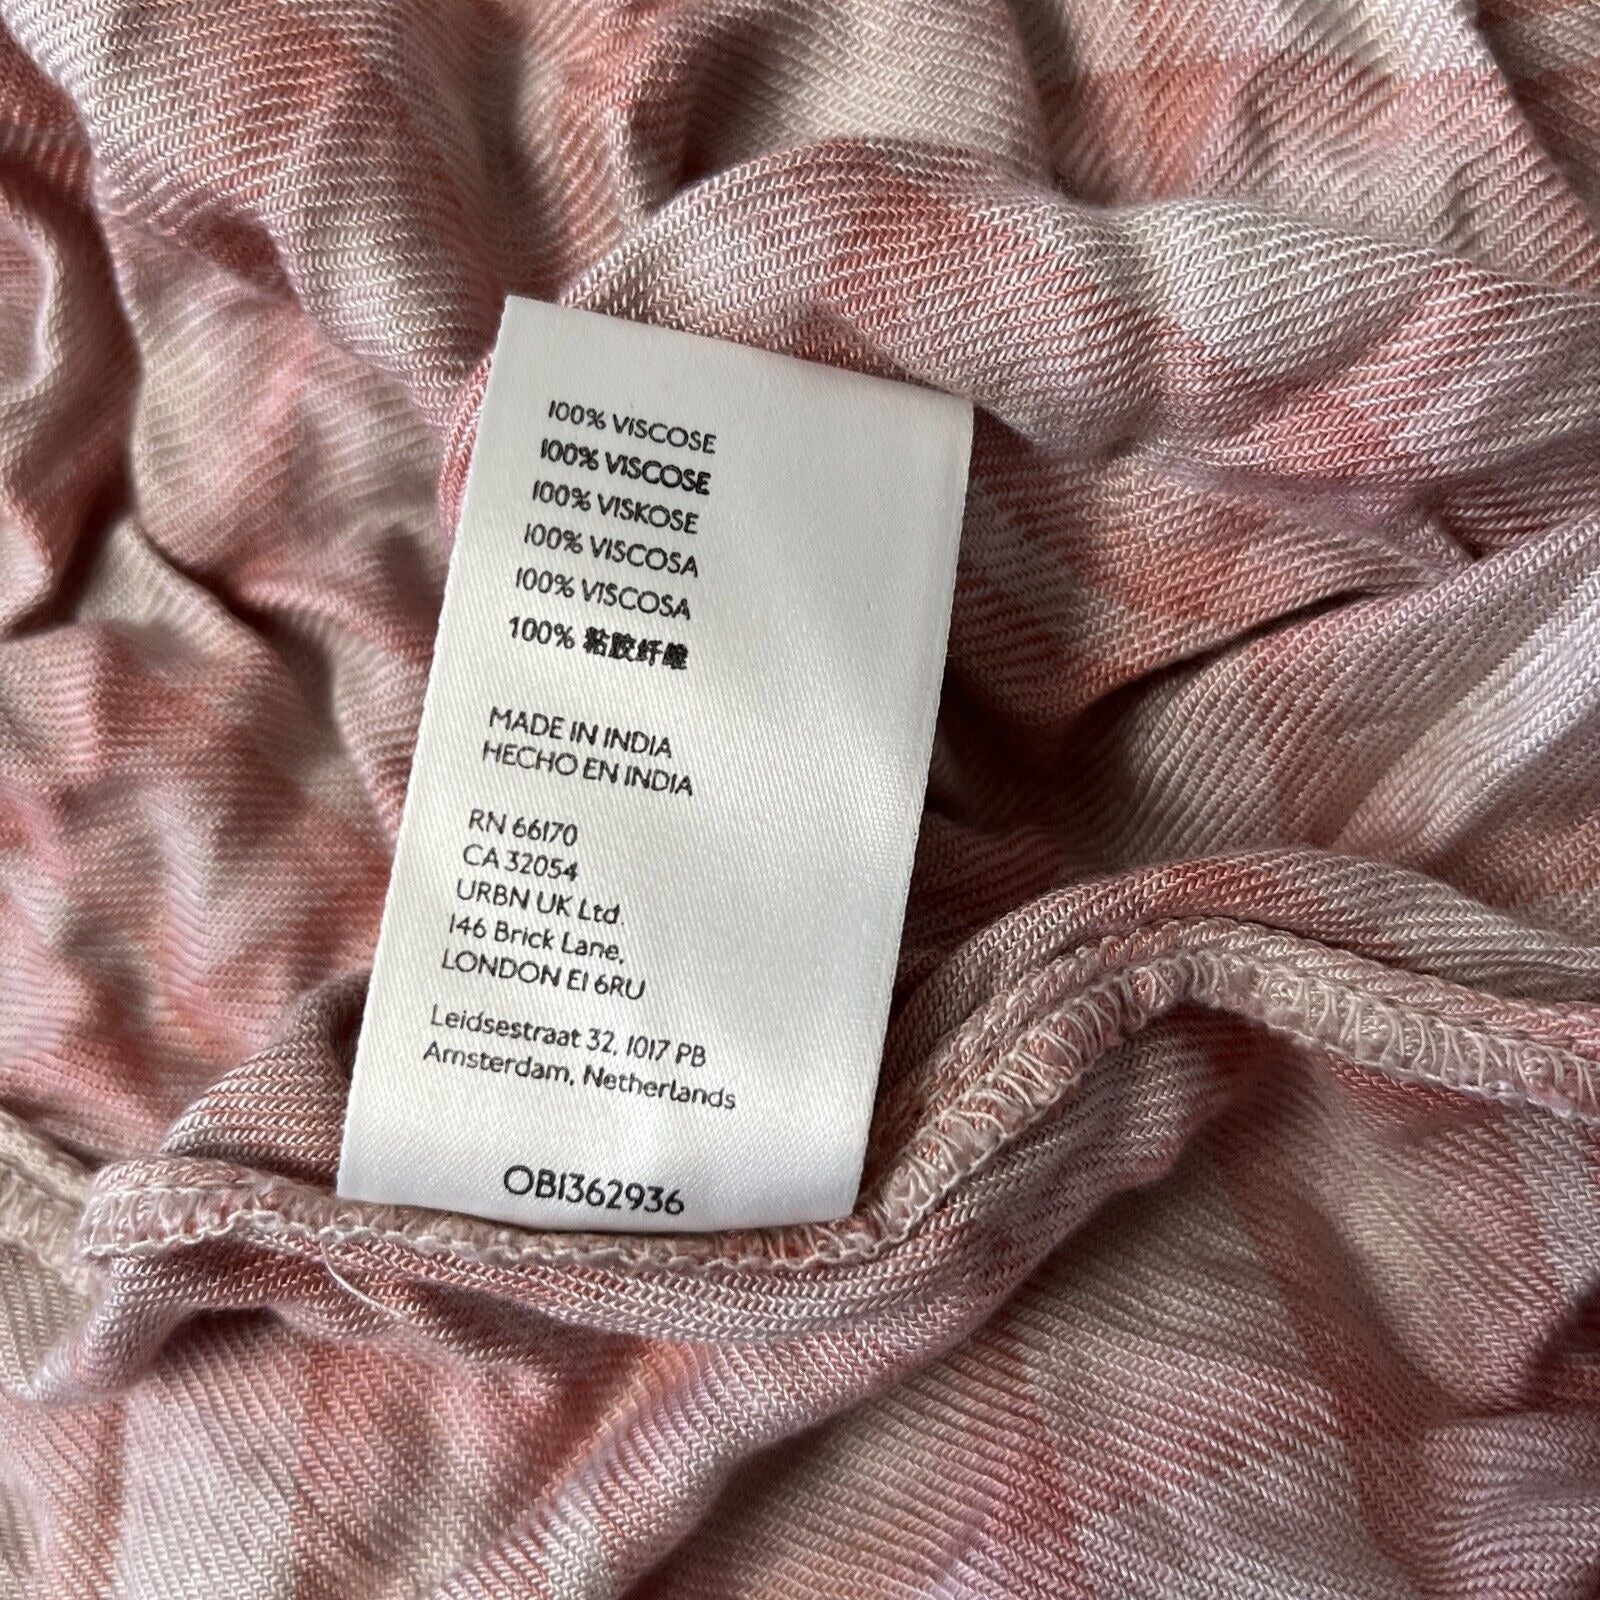 100% VISCOSE
100% VISCOSE
100% VISKOSE
100% VISCOSA
100% VISCOSA
100% 粘胶纤维
MADE IN INDIA
HECHO EN INDIA
RN 66170
CA 32054
URBN UK Ltd.
146 Brick Lane,
LONDON E1 6RU
Leidsestraat 32, 1017 PB
Amsterdam, Netherlands
OB1362936